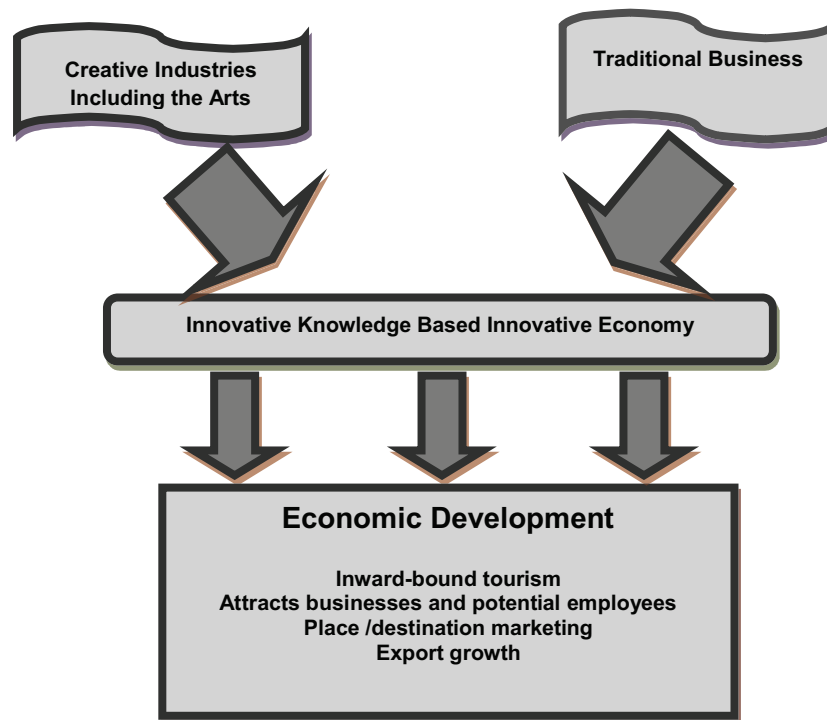 Creative Industries
Including the Arts
Traditional Business
Innovative Knowledge Based Innovative Economy
Economic Development
Inward-bound tourism
Attracts businesses and potential employees
Place /destination marketing
Export growth